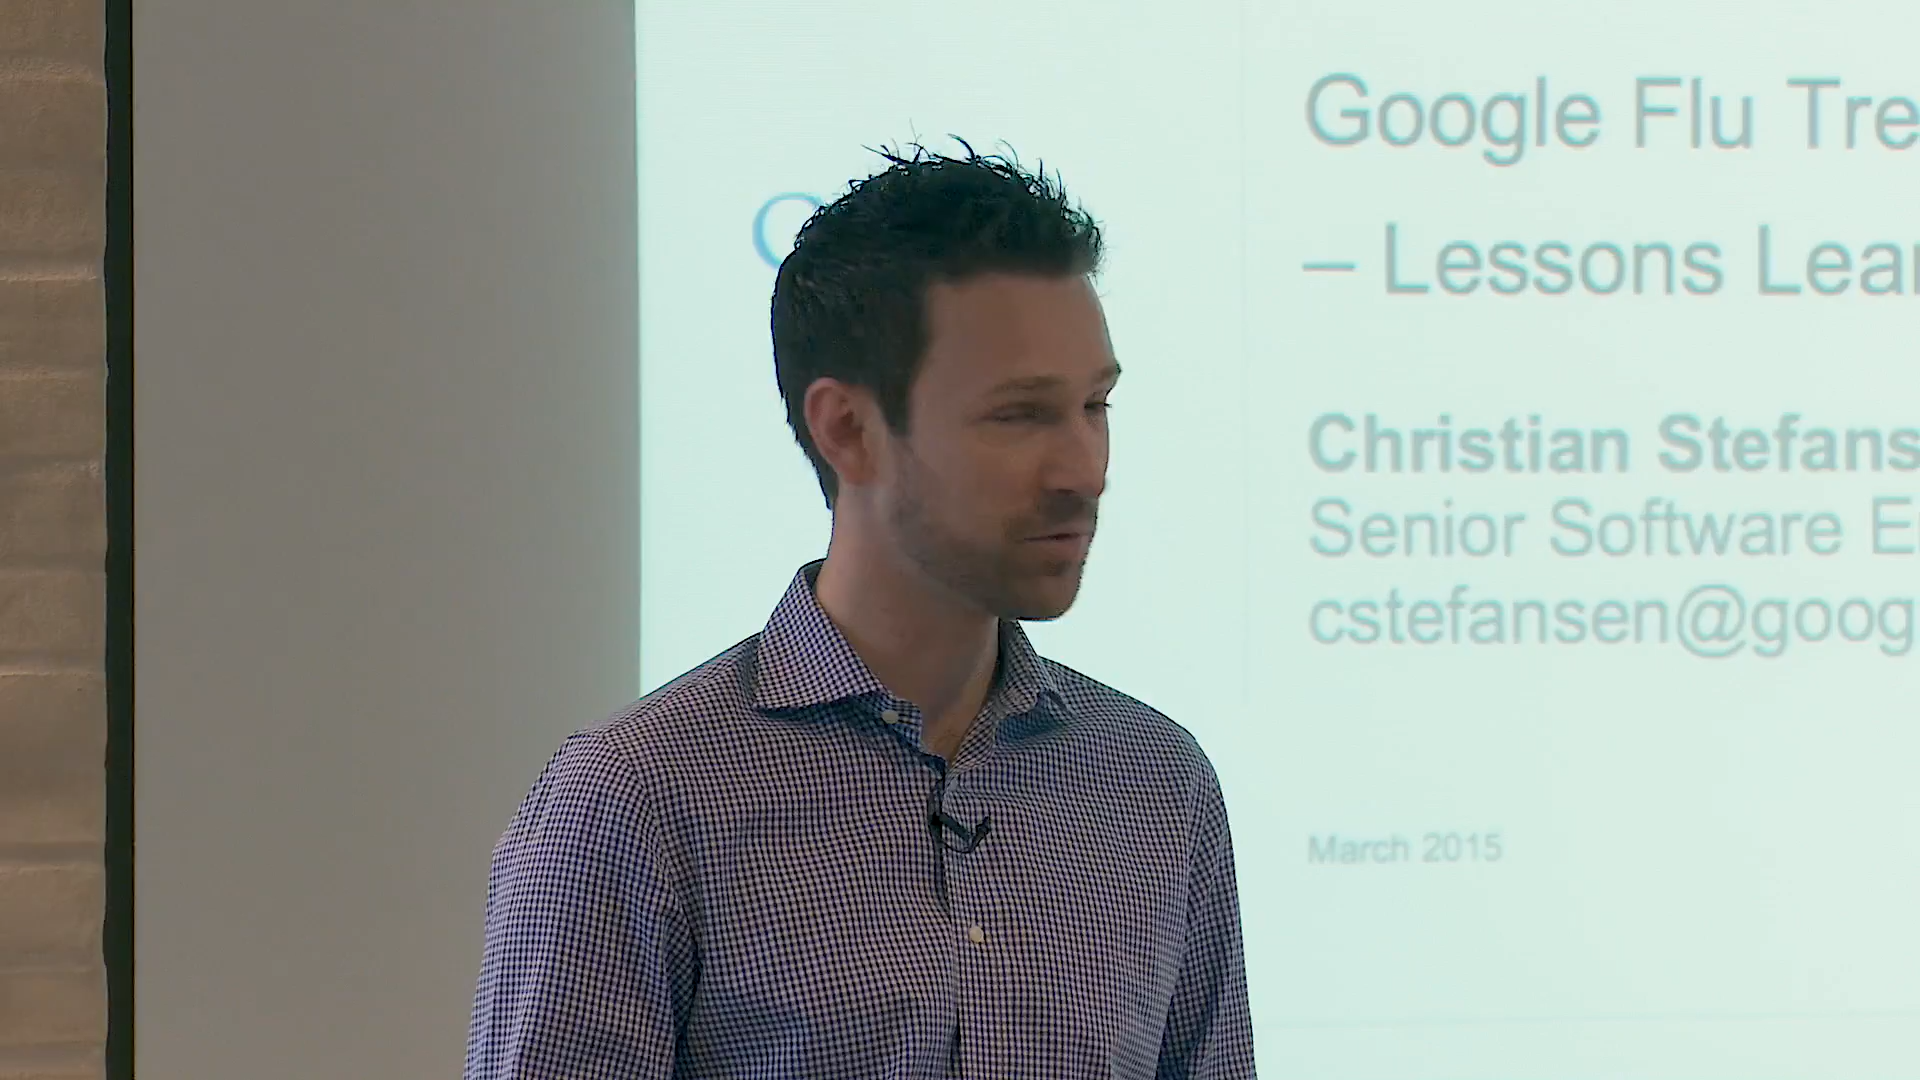 Google Flu Tre
– Lessons Lear
Christian Stefans
Senior Software E
cstefansen@goog
March 2015